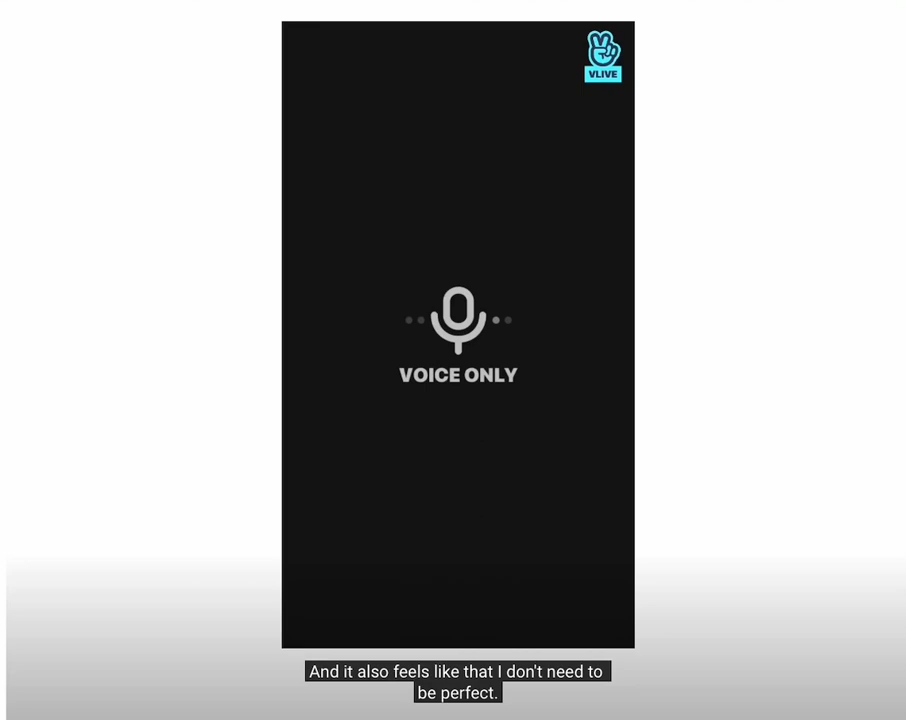 VLIVE
VOICE ONLY
And it also feels like that I don't need to
be perfect.